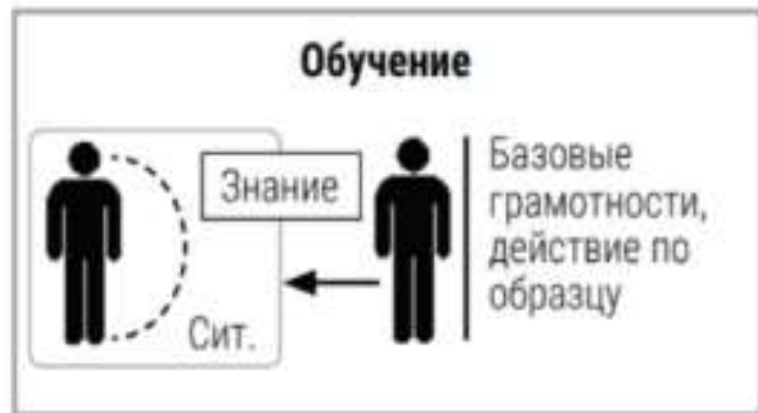 Обучение
Знание
Базовые
грамотности,
действие по
образцу
Сит.